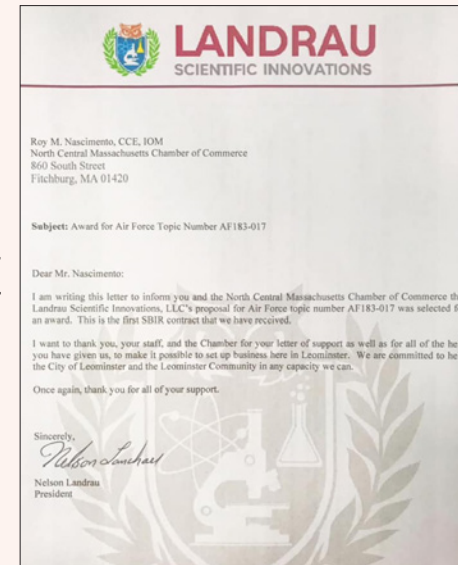 LANDRAU
SCIENTIFIC INNOVATIONS
Roy M. Nascimento, CCE, IOM
North Central Massachusetts Chamber of Commerce
860 South Street
Fitchburg, MA 01420
Subject: Award for Air Force Topic Number AF183-017
Dear Mr. Nascimento:
I am writing this letter to inform you and the North Central Massachusetts Chamber of Commerce
Landrau Scientific Innovations, LLC's proposal for Air Force topic number AF183-017 was selected
an award. This is the first SBIR contract that we have received.
I want to thank you, your staff, and the Chamber for your letter of support as well as for all of the
you have given us, to make it possible to set up business here in Leominster. We are committed to
the City of Leominster and the Leominster Community in any capacity we can.
Once again, thank you for all of your support.
Sincerely,
Nelson Landrau
Nelson Landrau
President